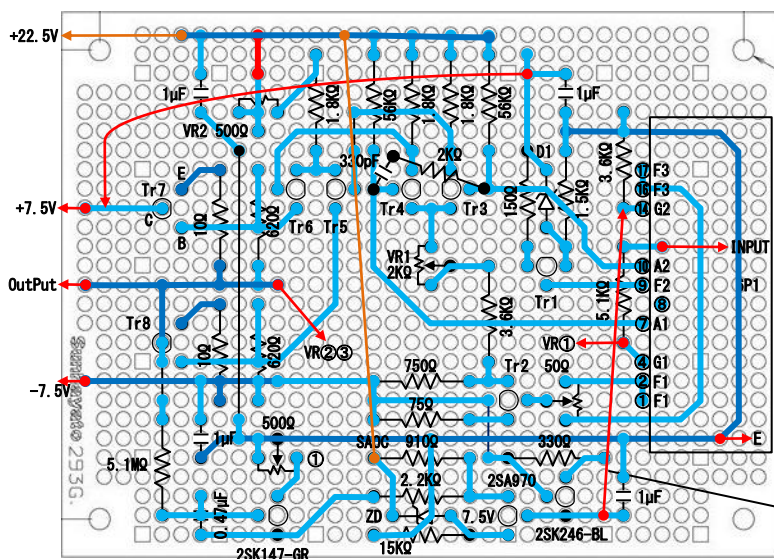 +22.5V
1μF
VR2
500Ω
1.8KΩ
56KΩ
1.8KΩ
1.8KΩ
56KΩ
1μF
330pF
2KΩ
D1
3.6KΩ
⑰ F3
⑯ F3
⑭ G2
E
Tr7
C
+7.5V
B
10Ω
620Ω
Tr6
Tr5
Tr4
Tr3
150Ω
1.5KΩ
INPUT
VR1
2KΩ
⑩ A2
⑨ F2
⑧
⑦ A1
OutPut
Tr1
5.1KΩ
Tr8
10Ω
620Ω
VR②③
3.6KΩ
VR①
④ G1
② F1
① F1
-7.5V
750Ω
Tr2
50Ω
75Ω
Sunhayato 293G.
1μF
500Ω
①
910Ω
330Ω
E
5.1MΩ
2.2KΩ
2SA970
0.47μF
ZD
7.5V
1μF
2SK147-GR
15KΩ
2SK246-BL